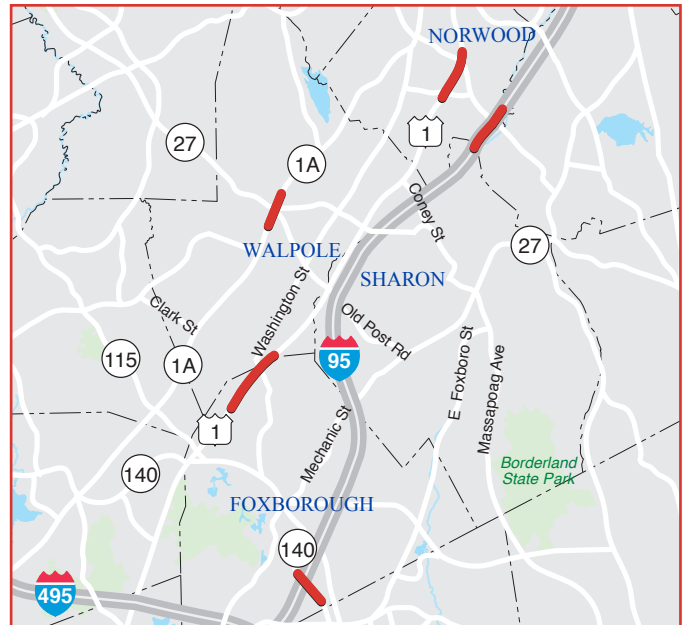 NORWOOD
1
27
1A
Coney St
WALPOLE
27
SHARON
Washington St
Clark St
Old Post Rd
95
115
1A
E Foxboro St
Massapoag Ave
1
Mechanic St
140
Borderland
State Park
FOXBOROUGH
140
495